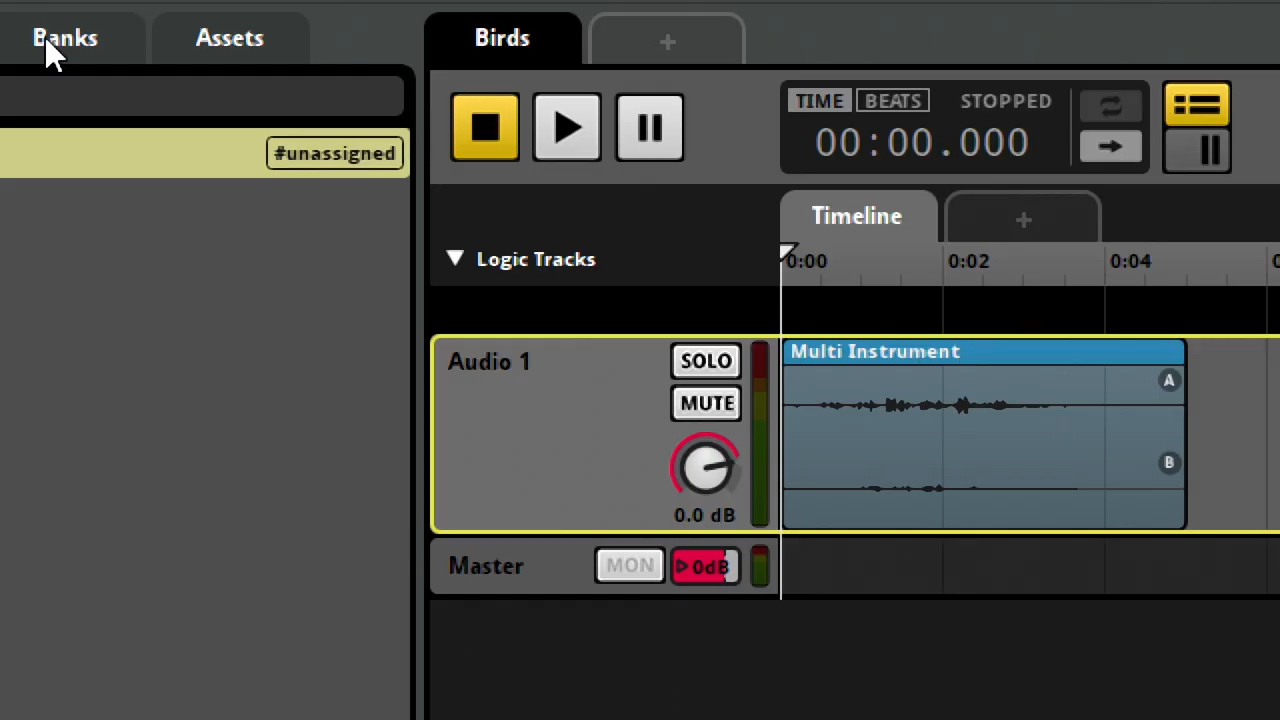 Banks Assets Birds +
#unassigned
TIME BEATS STOPPED
00:00.000
Timeline +
Logic Tracks 0:00 0:02 0:04
Audio 1 SOLO Multi Instrument
A
MUTE
B
0.0 dB
Master MON 0dB